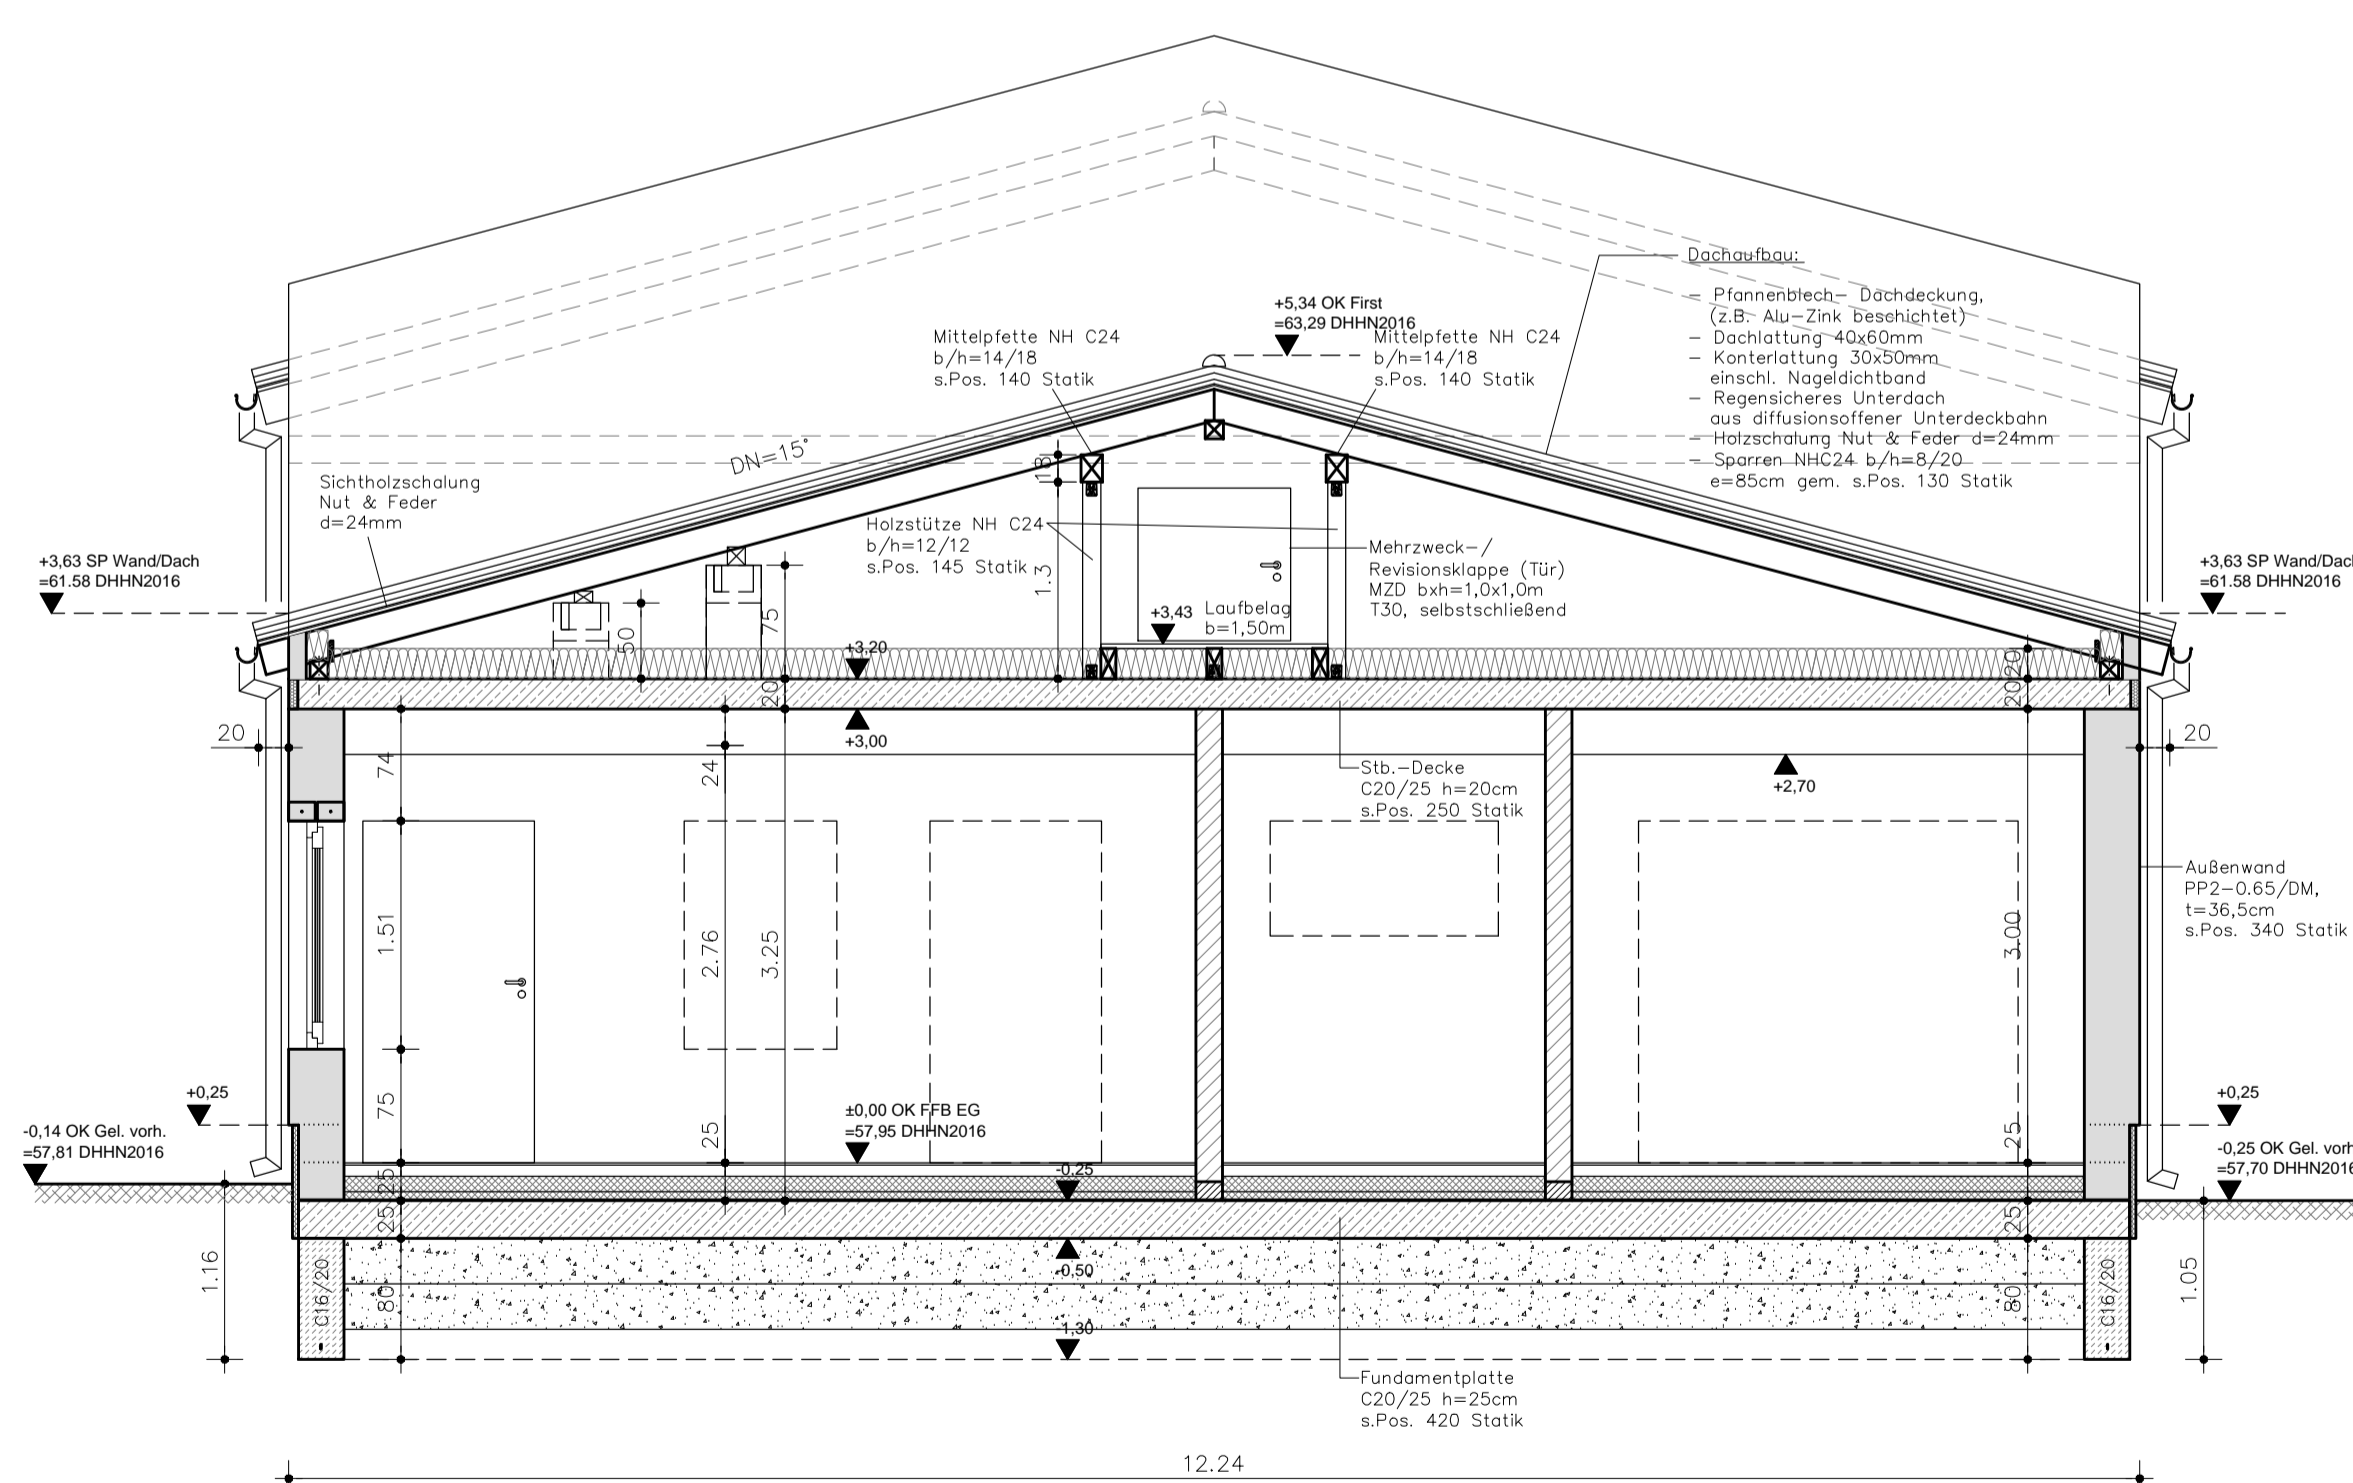 Dachaufbau:
– Pfannenblech– Dachdeckung,
(z.B. Alu–Zink beschichtet)
– Dachlattung 40x60mm
– Konterlattung 30x50mm
einschl. Nageldichtband
– Regensicheres Unterdach
aus diffusionsoffener Unterdeckbahn
– Holzschalung Nut & Feder d=24mm
– Sparren NHC24 b/h=8/20
e=85cm gem. s.Pos. 130 Statik
+5,34 OK First
=63,29 DHHN2016
Mittelpfette NH C24
b/h=14/18
s.Pos. 140 Statik
Mittelpfette NH C24
b/h=14/18
s.Pos. 140 Statik
DN=15°
18
Sichtholzschalung
Nut & Feder
d=24mm
Holzstütze NH C24
b/h=12/12
s.Pos. 145 Statik
1.3
Mehrzweck–/
Revisionsklappe (Tür)
MZD bxh=1,0x1,0m
T30, selbstschließend
+3,63 SP Wand/Dach
=61.58 DHHN2016
+3,63 SP Wand/Dach
=61.58 DHHN2016
+3,43
Laufbelag
b=1,50m
50
75
+3,20
20
20
20
+3,00
20
20
74
24
Stb.–Decke
C20/25 h=20cm
s.Pos. 250 Statik
+2,70
Außenwand
PP2–0.65/DM,
t=36,5cm
s.Pos. 340 Statik
1.51
2.76
3.25
3.00
+0,25
+0,25
75
25
25
±0,00 OK FFB EG
=57,95 DHHN2016
-0,14 OK Gel. vorh.
=57,81 DHHN2016
-0,25 OK Gel. vorh
=57,70 DHHN2016
-0,25
25
25
25
1.16
-0,50
80
C16/20
80
C16/20
1.05
-1,30
Fundamentplatte
C20/25 h=25cm
s.Pos. 420 Statik
12.24